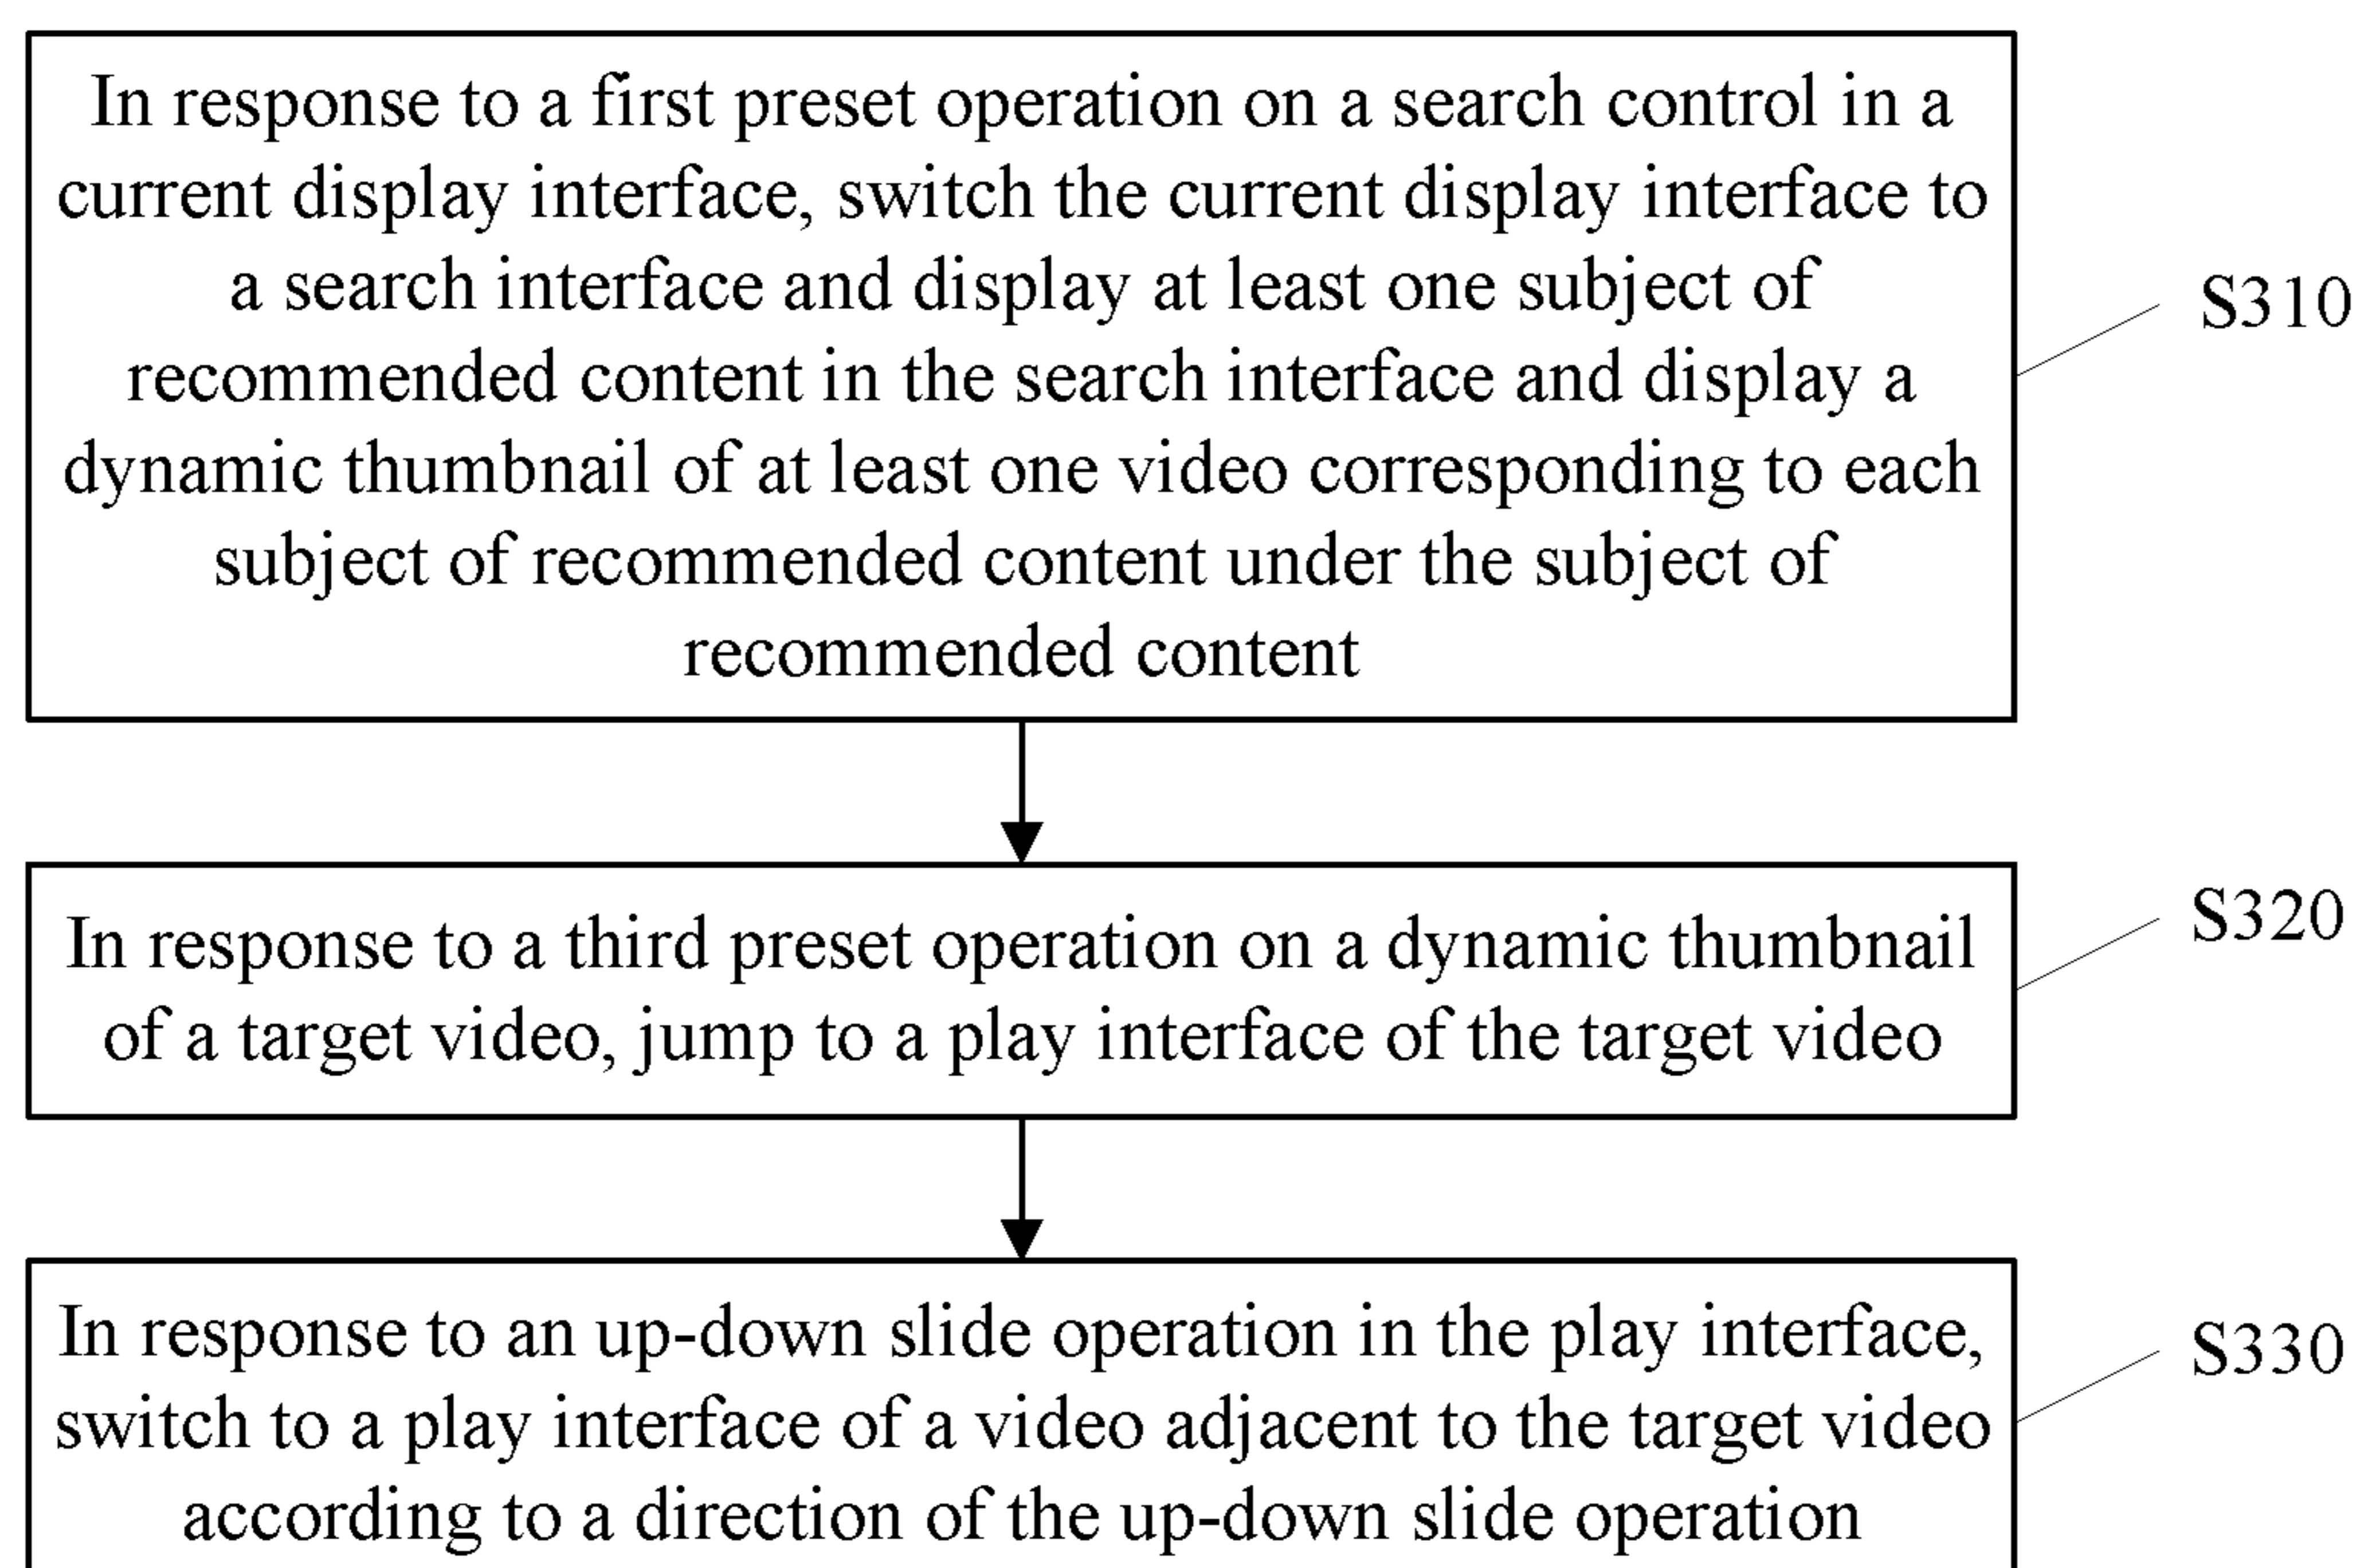 In response to a first preset operation on a search control in a
current display interface, switch the current display interface to
a search interface and display at least one subject of
recommended content in the search interface and display a
dynamic thumbnail of at least one video corresponding to each
subject of recommended content under the subject of
recommended content
S310
In response to a third preset operation on a dynamic thumbnail
of a target video, jump to a play interface of the target video
S320
In response to an up-down slide operation in the play interface,
switch to a play interface of a video adjacent to the target video
according to a direction of the up-down slide operation
S330